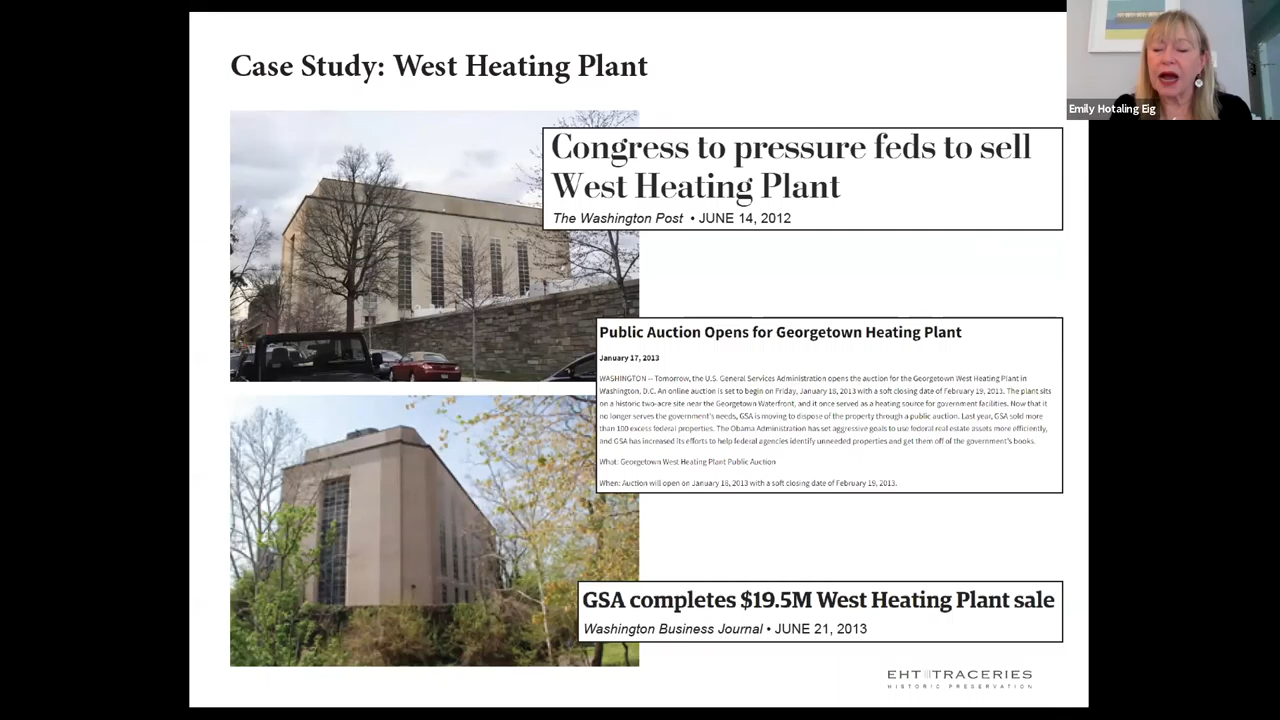 Case Study: West Heating Plant
Emily Hotaling Eig
Congress to pressure feds to sell
West Heating Plant
The Washington Post • JUNE 14, 2012
Public Auction Opens for Georgetown Heating Plant
January 17, 2013
WASHINGTON -- Tomorrow, the U.S. General Services Administration opens the auction for the Georgetown West Heating Plant in
Washington, D.C. An online auction is set to begin on Friday, January 18, 2013 with a soft closing date of February 19, 2013. The plant sits
on a historic two-acre site near the Georgetown Waterfront, and it once served as a heating source for government facilities. Now that it
no longer serves the government's needs, GSA is moving to dispose of the property through a public auction. Last year, GSA sold more
than 100 excess federal properties. The Obama Administration has set aggressive goals to use federal real estate assets more efficiently,
and GSA has increased its efforts to help federal agencies identify unneeded properties and get them off of the government's books.
What: Georgetown West Heating Plant Public Auction
When: Auction will open on January 18, 2013 with a soft closing date of February 19, 2013.
GSA completes $19.5M West Heating Plant sale
Washington Business Journal • JUNE 21, 2013
EHT TRACERIES
HISTORIC PRESERVATION